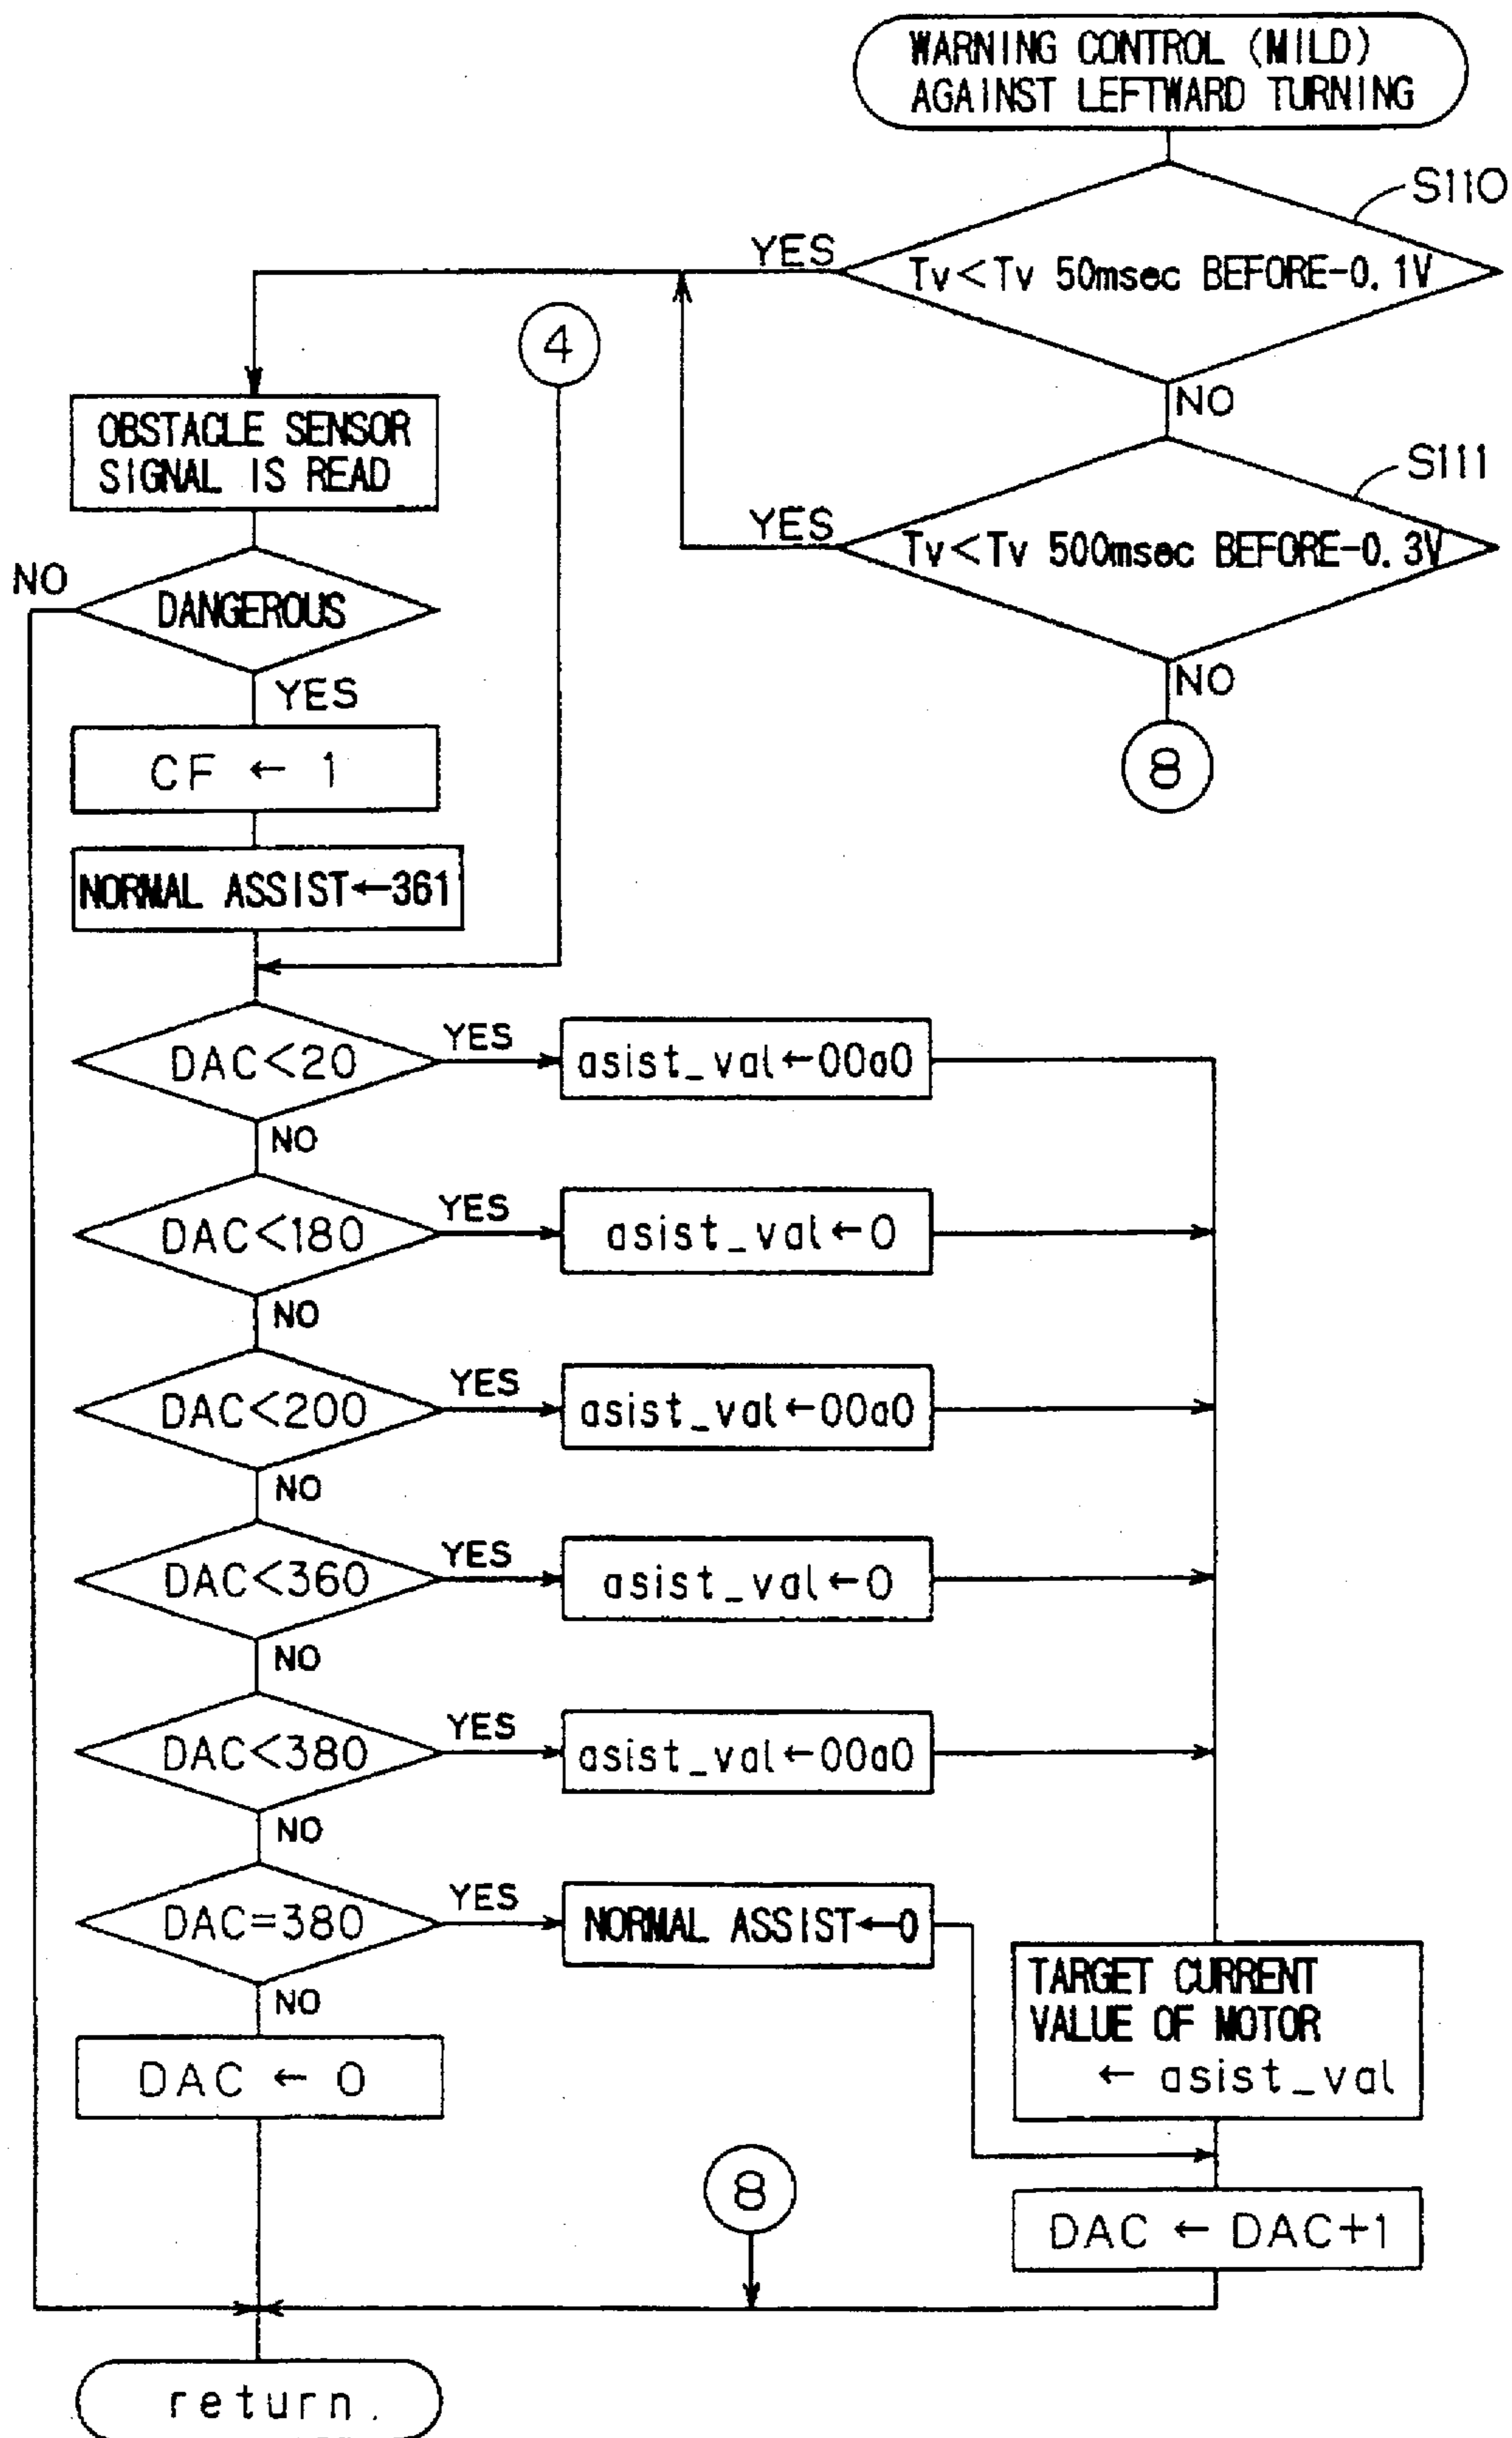 WARNING CONTROL (MILD)
AGAINST LEFTWARD TURNING
S110
YES
Tv<Tv 50msec BEFORE-0.1V
4
NO
OBSTACLE SENSOR
SIGNAL IS READ
S111
YES
Tv<Tv 500msec BEFORE-0.3V
NO
DANGEROUS
NO
YES
8
CF ← 1
NORMAL ASSIST←361
DAC<20
YES
asist_val←00a0
NO
DAC<180
YES
asist_val←0
NO
DAC<200
YES
asist_val←00a0
NO
DAC<360
YES
asist_val←0
NO
DAC<380
YES
asist_val←00a0
NO
DAC=380
YES
NORMAL ASSIST←0
NO
TARGET CURRENT
VALUE OF MOTOR
← asist_val
DAC ← 0
8
DAC ← DAC+1
return